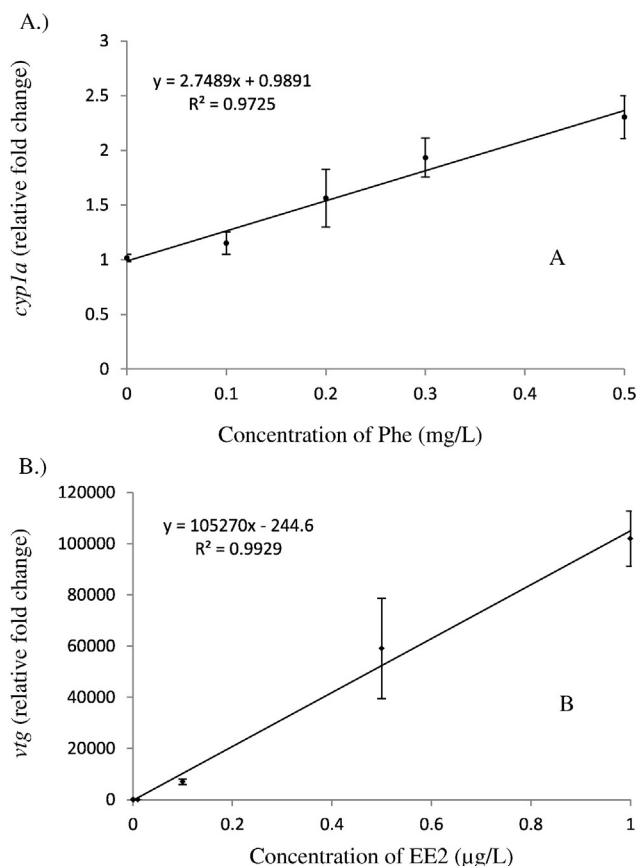 A.)
3
2.5
2
1.5
1
0.5
0
y = 2.7489x + 0.9891
R² = 0.9725
cyp1a (relative fold change)
A
0 0.1 0.2 0.3 0.4 0.5
Concentration of Phe (mg/L)
B.)
120000
100000
80000
60000
40000
20000
0
y = 105270x - 244.6
R² = 0.9929
vtg (relative fold change)
B
0 0.2 0.4 0.6 0.8 1
Concentration of EE2 (µg/L)